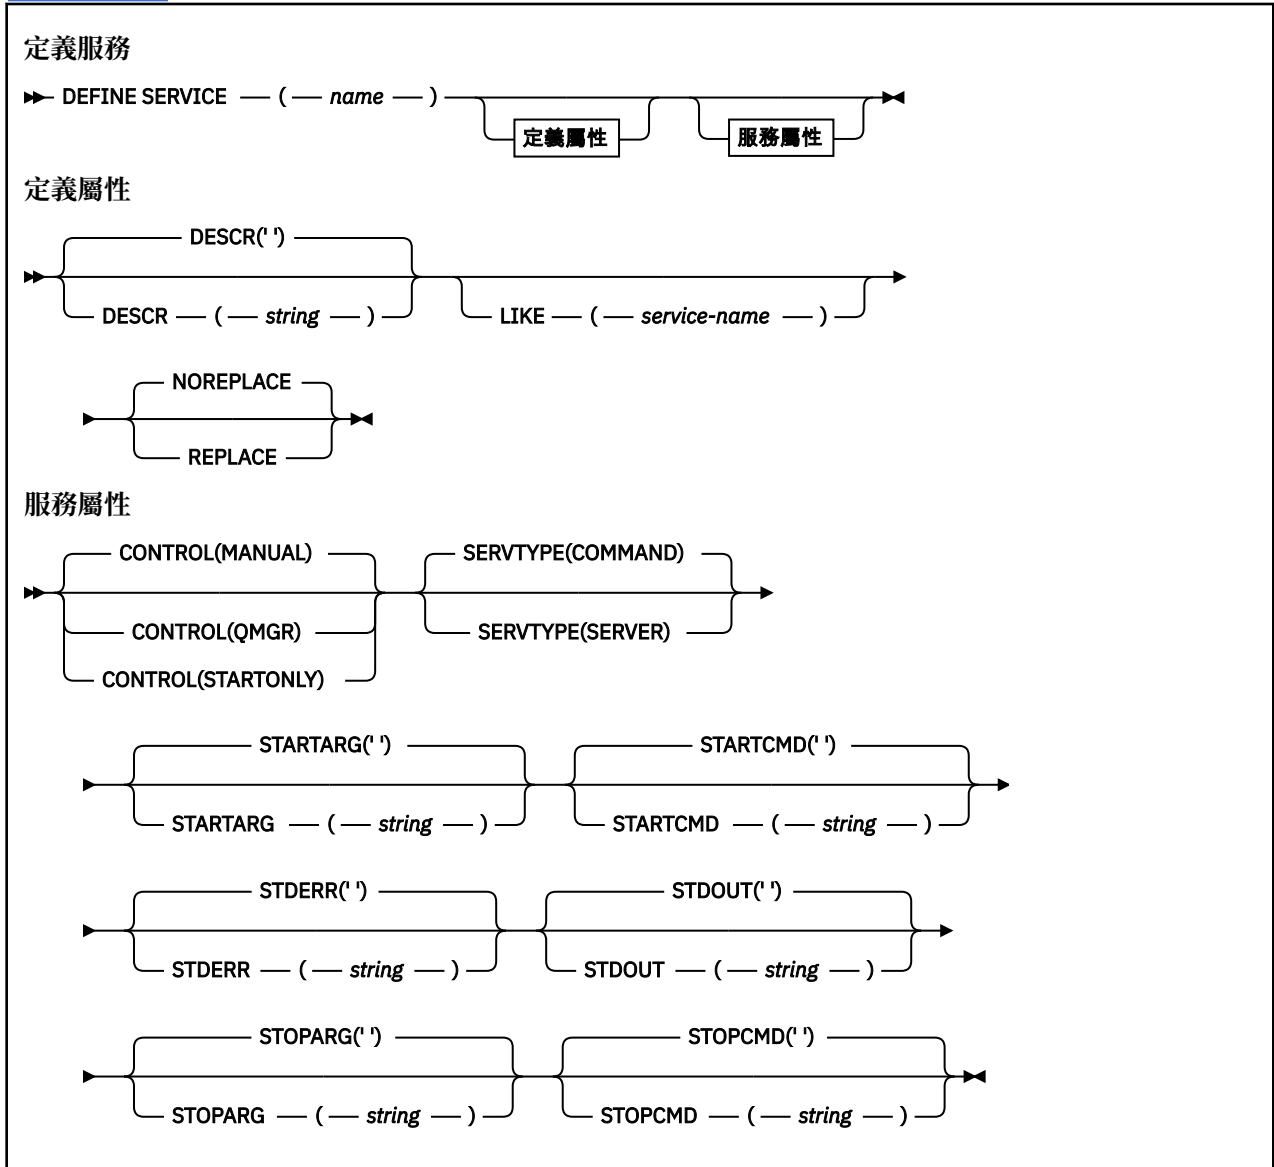 定義服務
DEFINE SERVICE ( name )
定義屬性 服務屬性
定義屬性
DESCR(' ')
DESCR ( string ) LIKE ( service-name )
NOREPLACE
REPLACE
服務屬性
CONTROL(MANUAL) SERVTYPE(COMMAND)
CONTROL(QMGR) SERVTYPE(SERVER)
CONTROL(STARTONLY)
STARTARG(' ') STARTCMD(' ')
STARTARG ( string ) STARTCMD ( string )
STDERR(' ') STDOUT(' ')
STDERR ( string ) STDOUT ( string )
STOPARG(' ') STOPCMD(' ')
STOPARG ( string ) STOPCMD ( string )